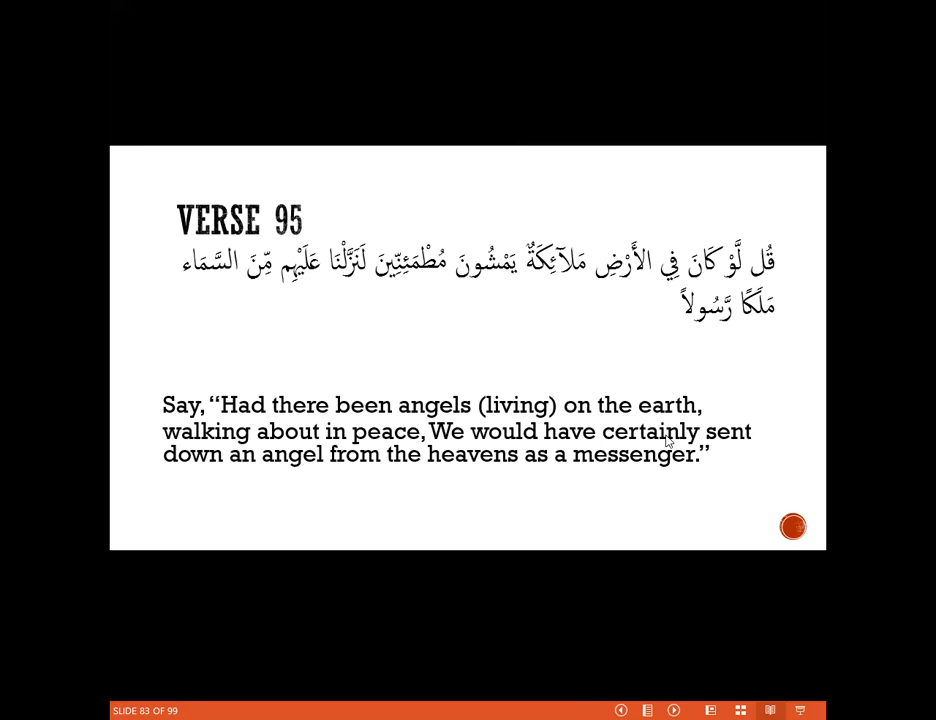 VERSE 95
قُل لَّوْ كَانَ فِي الأَرْضِ مَلآئِكَةٌ يَمْشُونَ مُطْمَئِنِّينَ لَنَزَّلْنَا عَلَيْهِم مِّنَ السَّمَاء
مَلَكًا رَّسُولاً
Say, “Had there been angels (living) on the earth,
walking about in peace, We would have certainly sent
down an angel from the heavens as a messenger.”
SLIDE 83 OF 99